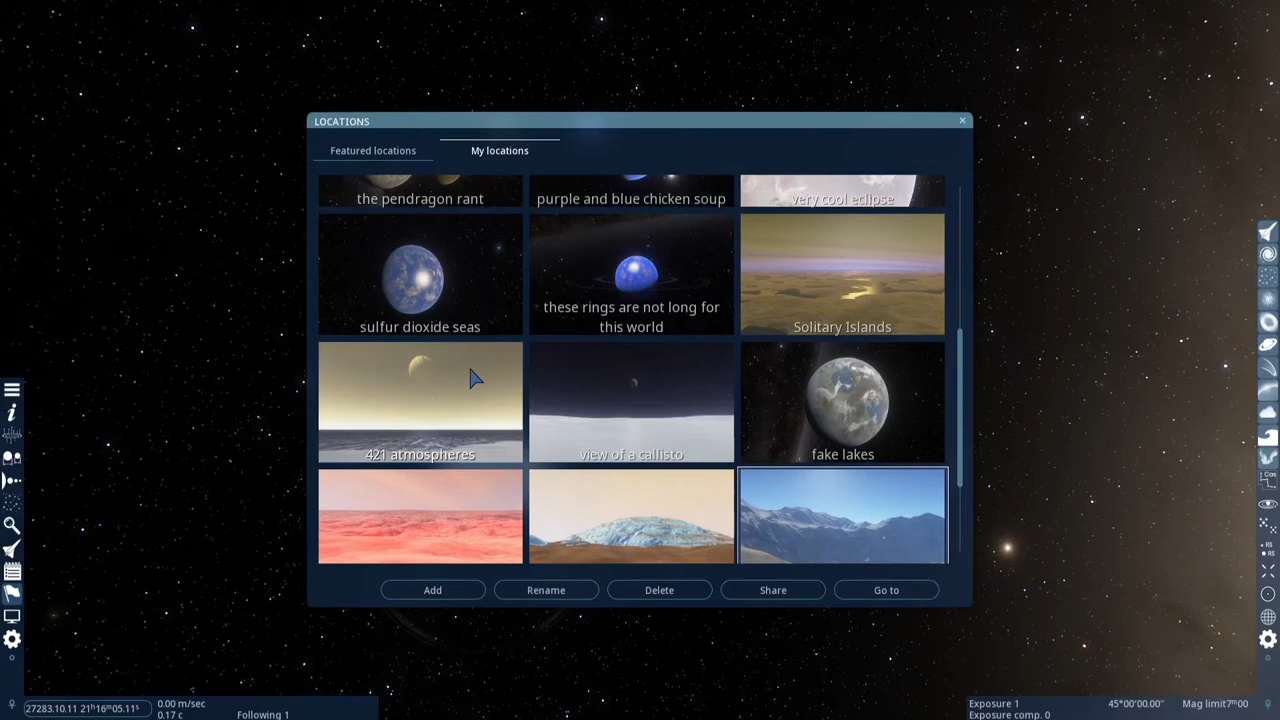 LOCATIONS
Featured locations
My locations
the pendragon rant
purple and blue chicken soup
very cool eclipse
sulfur dioxide seas
these rings are not long for
this world
Solitary Islands
421 atmospheres
view of a callisto
fake lakes
Add
Rename
Delete
Share
Go to
27283.10.11 21ʰ16ᵐ05.11ˢ
0.00 m/sec
0.17 c
Following 1
Exposure 1
45°00'00.00"
Mag limit7ᵐ00
Exposure comp. 0